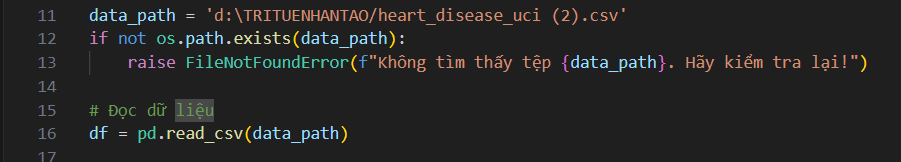 11 data_path = 'd:\TRITUENHANTAO/heart_disease_uci (2).csv'
12 if not os.path.exists(data_path):
13     raise FileNotFoundError(f"Không tìm thấy tệp {data_path}. Hãy kiểm tra lại!")
14
15 # Đọc dữ liệu
16 df = pd.read_csv(data_path)
17